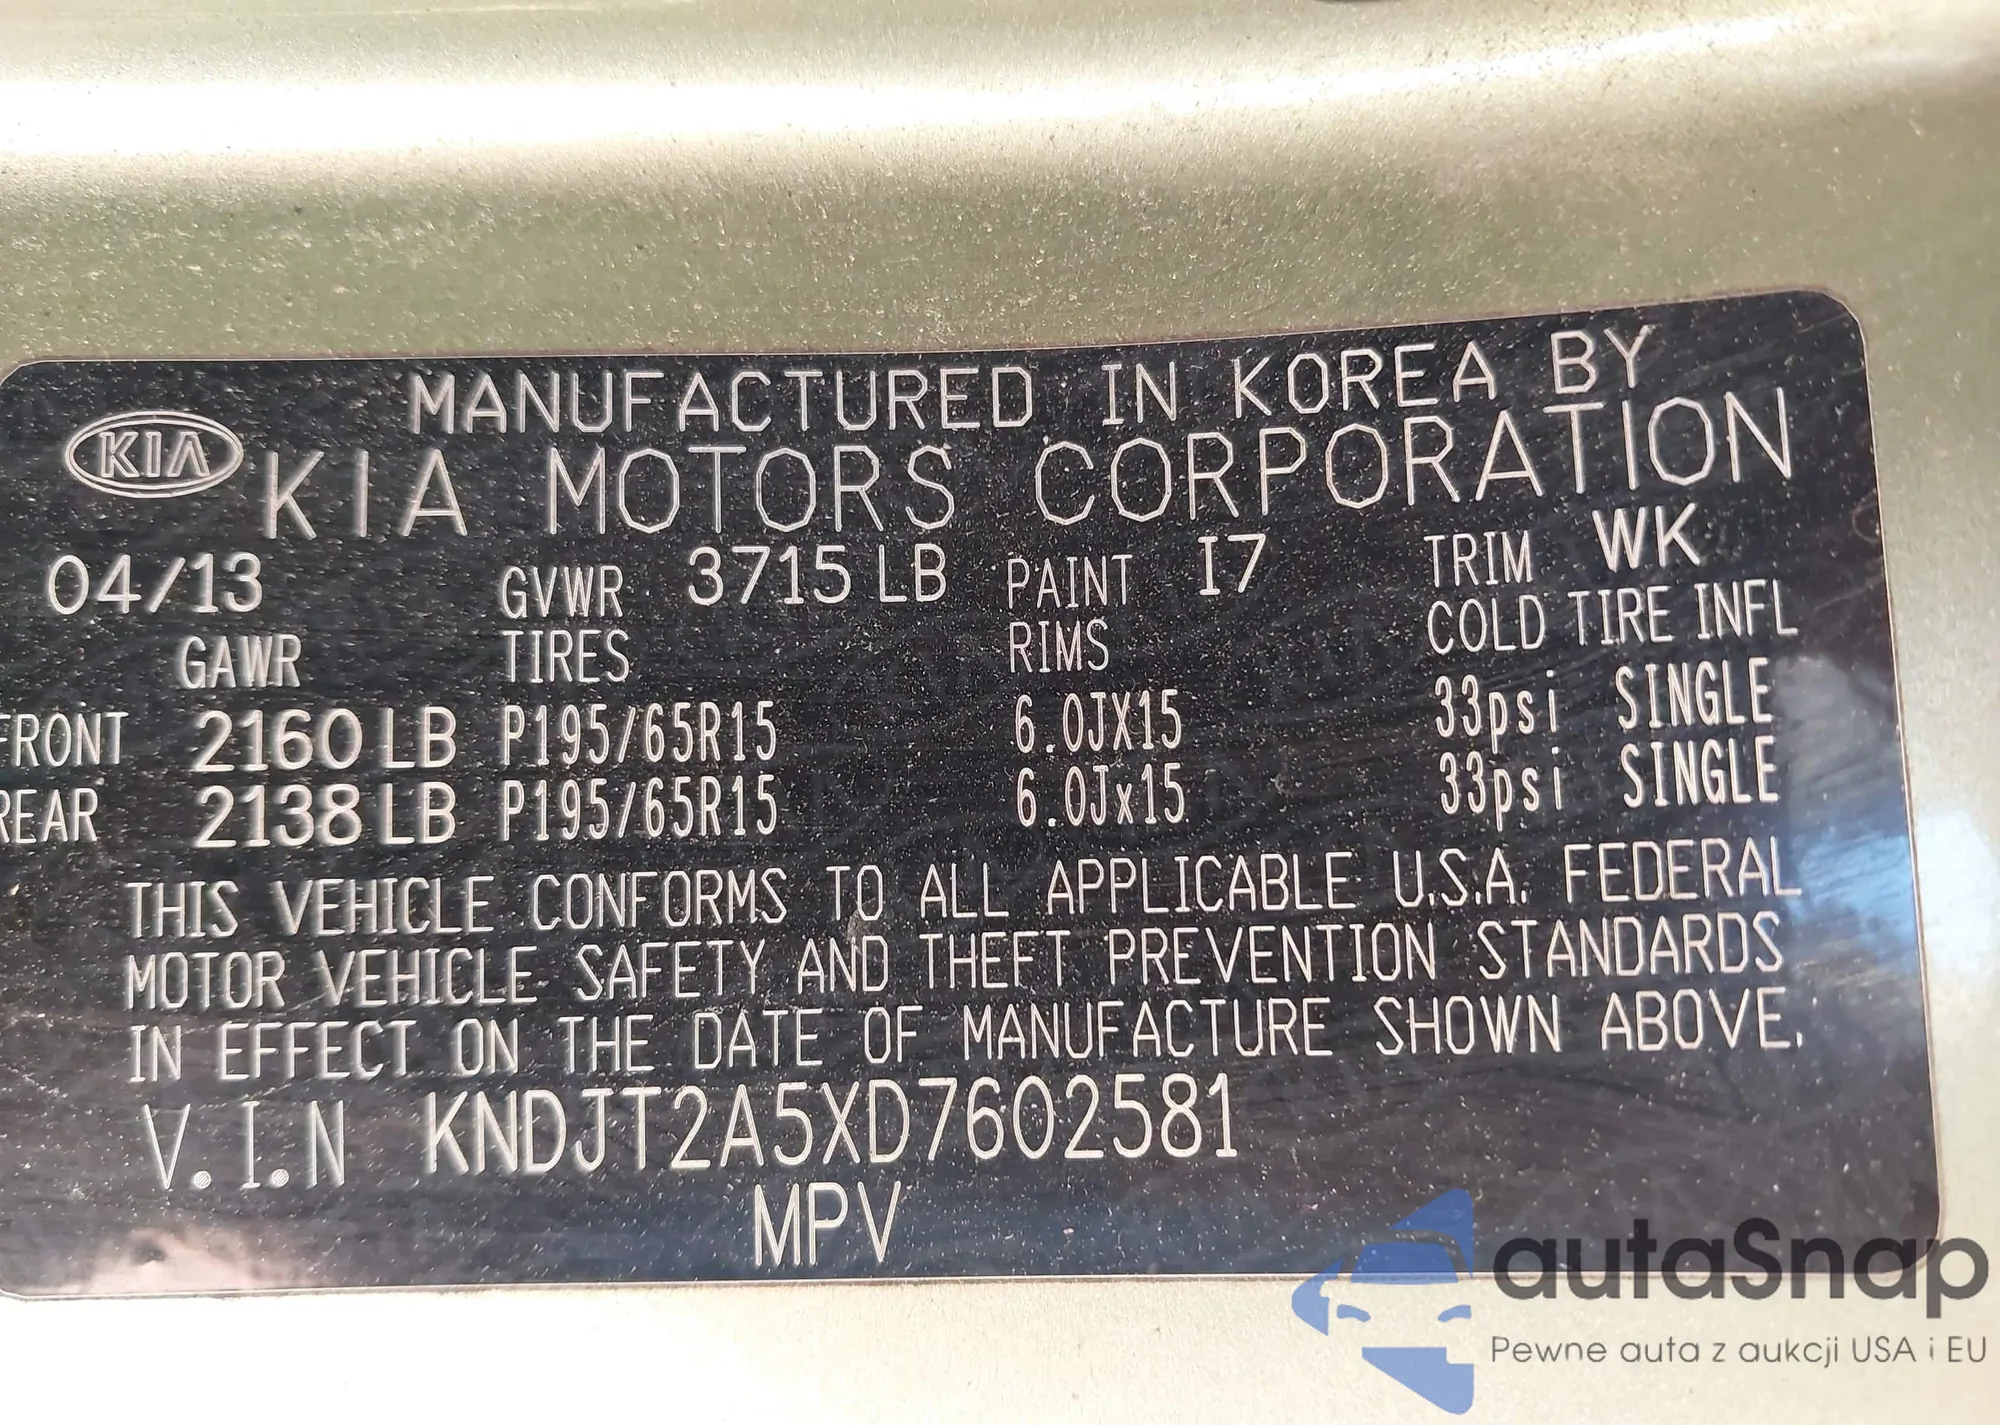 MANUFACTURED IN KOREA BY
KIA KIA MOTORS CORPORATION
04/13 GVWR 3715 LB PAINT I7 TRIM WK
GAWR TIRES RIMS COLD TIRE INFL
FRONT 2160 LB P195/65R15 6.0JX15 33psi SINGLE
REAR 2138 LB P195/65R15 6.0Jx15 33psi SINGLE
THIS VEHICLE CONFORMS TO ALL APPLICABLE U.S.A. FEDERAL
MOTOR VEHICLE SAFETY AND THEFT PREVENTION STANDARDS
IN EFFECT ON THE DATE OF MANUFACTURE SHOWN ABOVE.
V.I.N KNDJT2A5XD7602581
MPV
autaSnap
Pewne auta z aukcji USA i EU